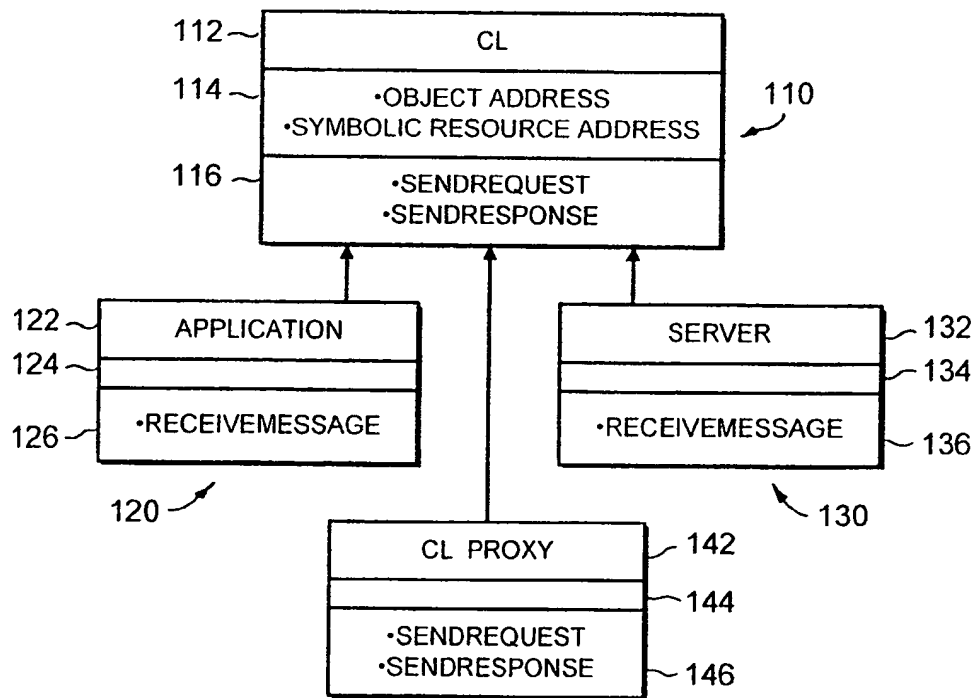 112
CL
114
•OBJECT ADDRESS
•SYMBOLIC RESOURCE ADDRESS
110
116
•SENDREQUEST
•SENDRESPONSE
122
APPLICATION
124
126
•RECEIVEMESSAGE
120
SERVER
132
134
•RECEIVEMESSAGE
136
130
CL PROXY
142
144
•SENDREQUEST
•SENDRESPONSE
146